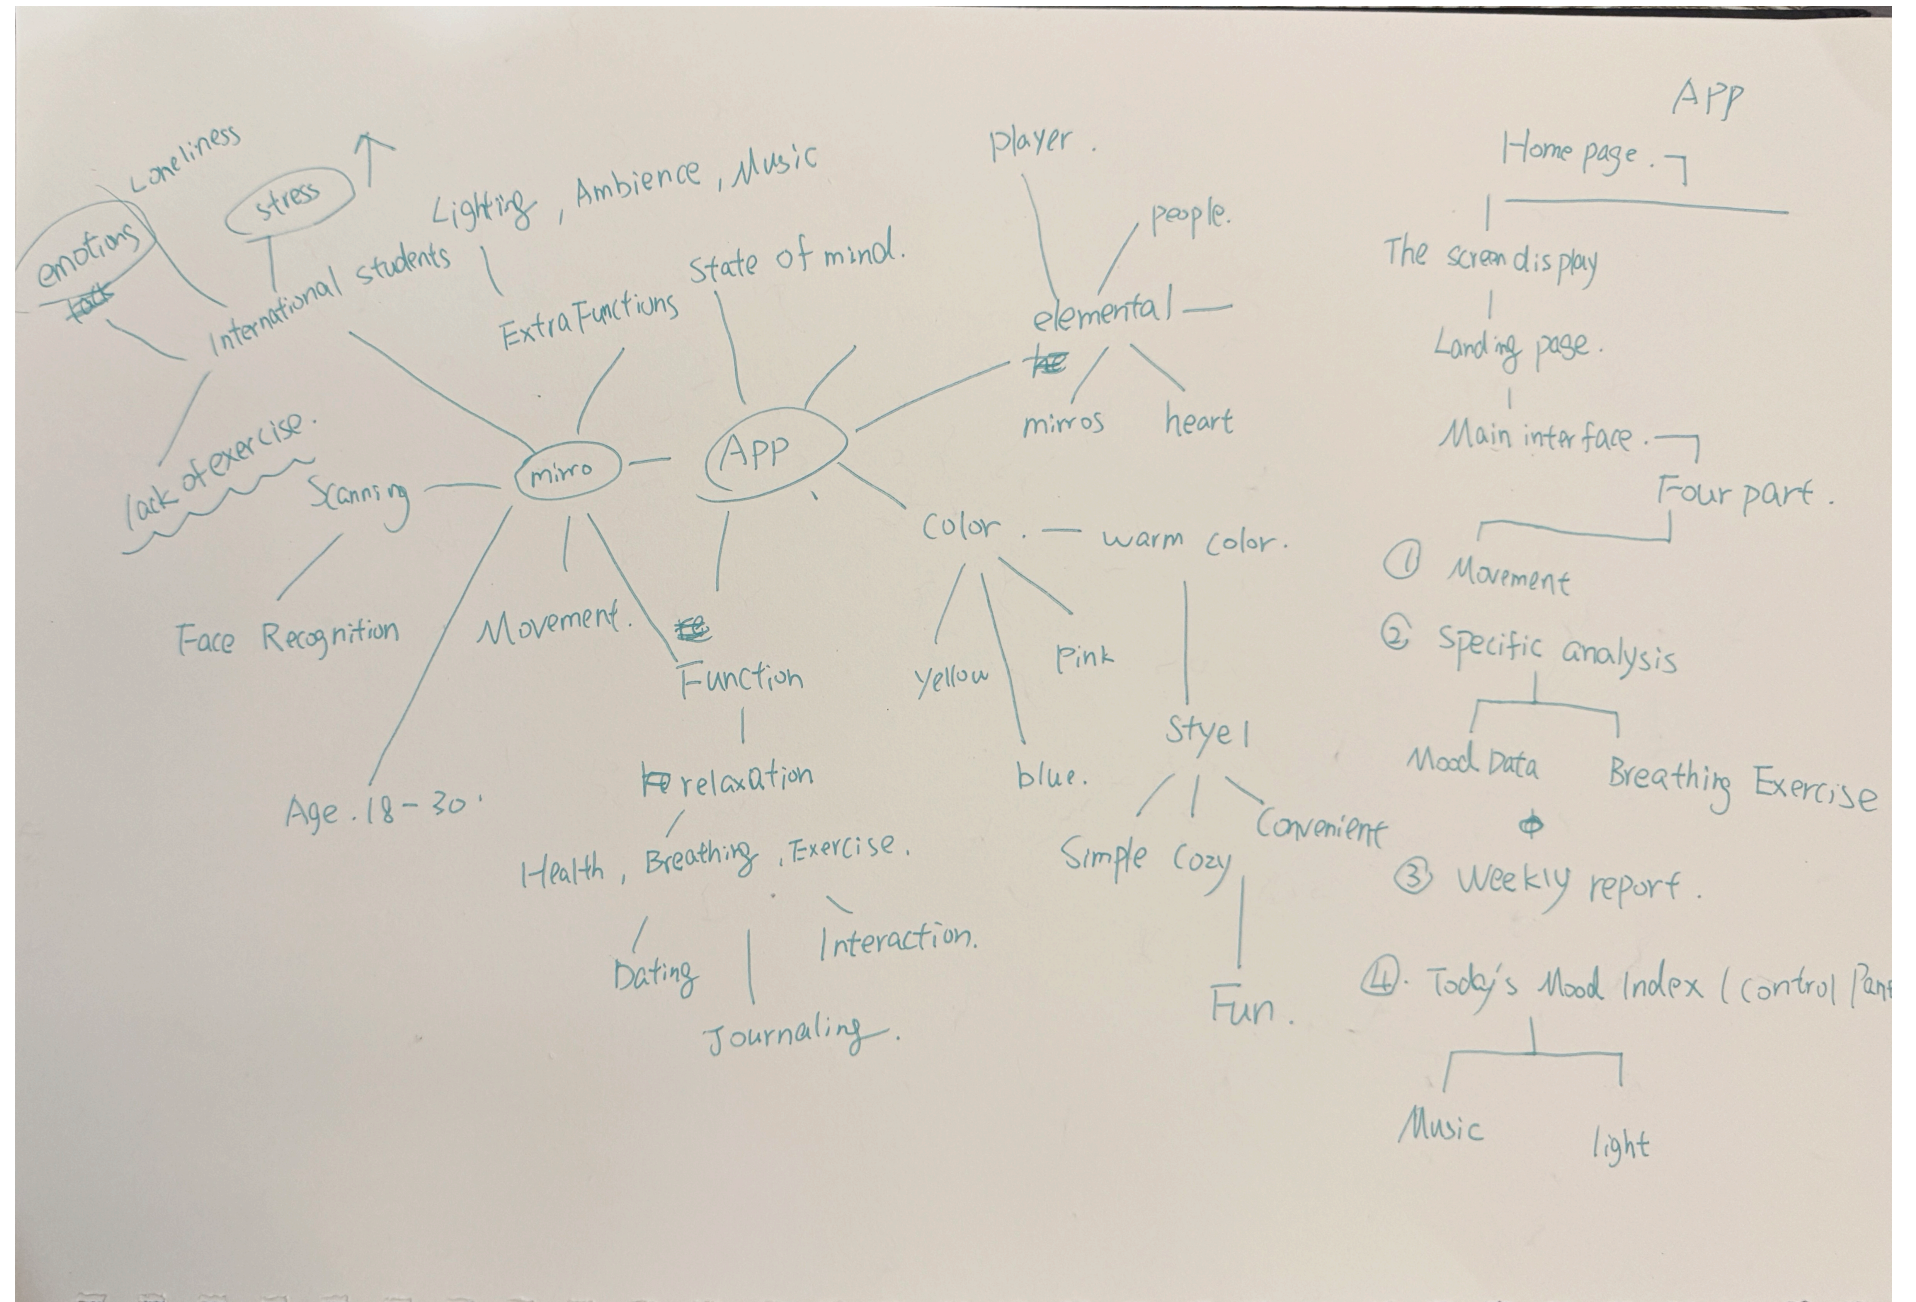 Loneliness
stress
emotions
International students
lack of exercise.
Lighting, Ambience, Music
Extra Functions
State of mind.
Scanning
Face Recognition
mirro
APP
Age. 18-30.
Movement.
Function
relaxation
Health, Breathing, Exercise.
Dating
Journaling.
Interaction.
player.
people.
elemental
mirros
heart
color. — warm color.
yellow
blue.
pink
Styel
Simple
Cozy
Convenient
Fun.
APP
Home page.
The screen display
Landing page.
Main interface.
Four part.
① Movement
② Specific analysis
Mood Data
Breathing Exercise
③ Weekly report.
④. Today's Mood Index (control
Music
light